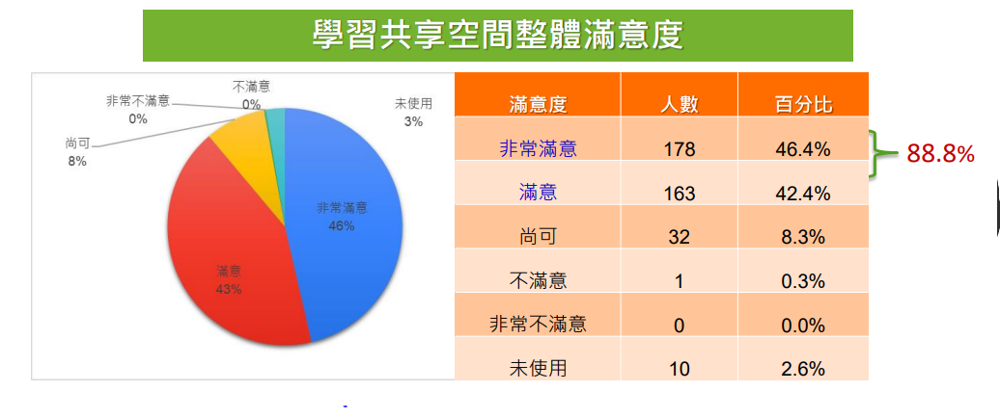 學習共享空間整體滿意度
不滿意
0%
非常不滿意
0%
未使用
3%
尚可
8%
非常滿意
46%
滿意
43%
滿意度 人數 百分比
非常滿意 178 46.4%
滿意 163 42.4%
尚可 32 8.3%
不滿意 1 0.3%
非常不滿意 0 0.0%
未使用 10 2.6%
88.8%